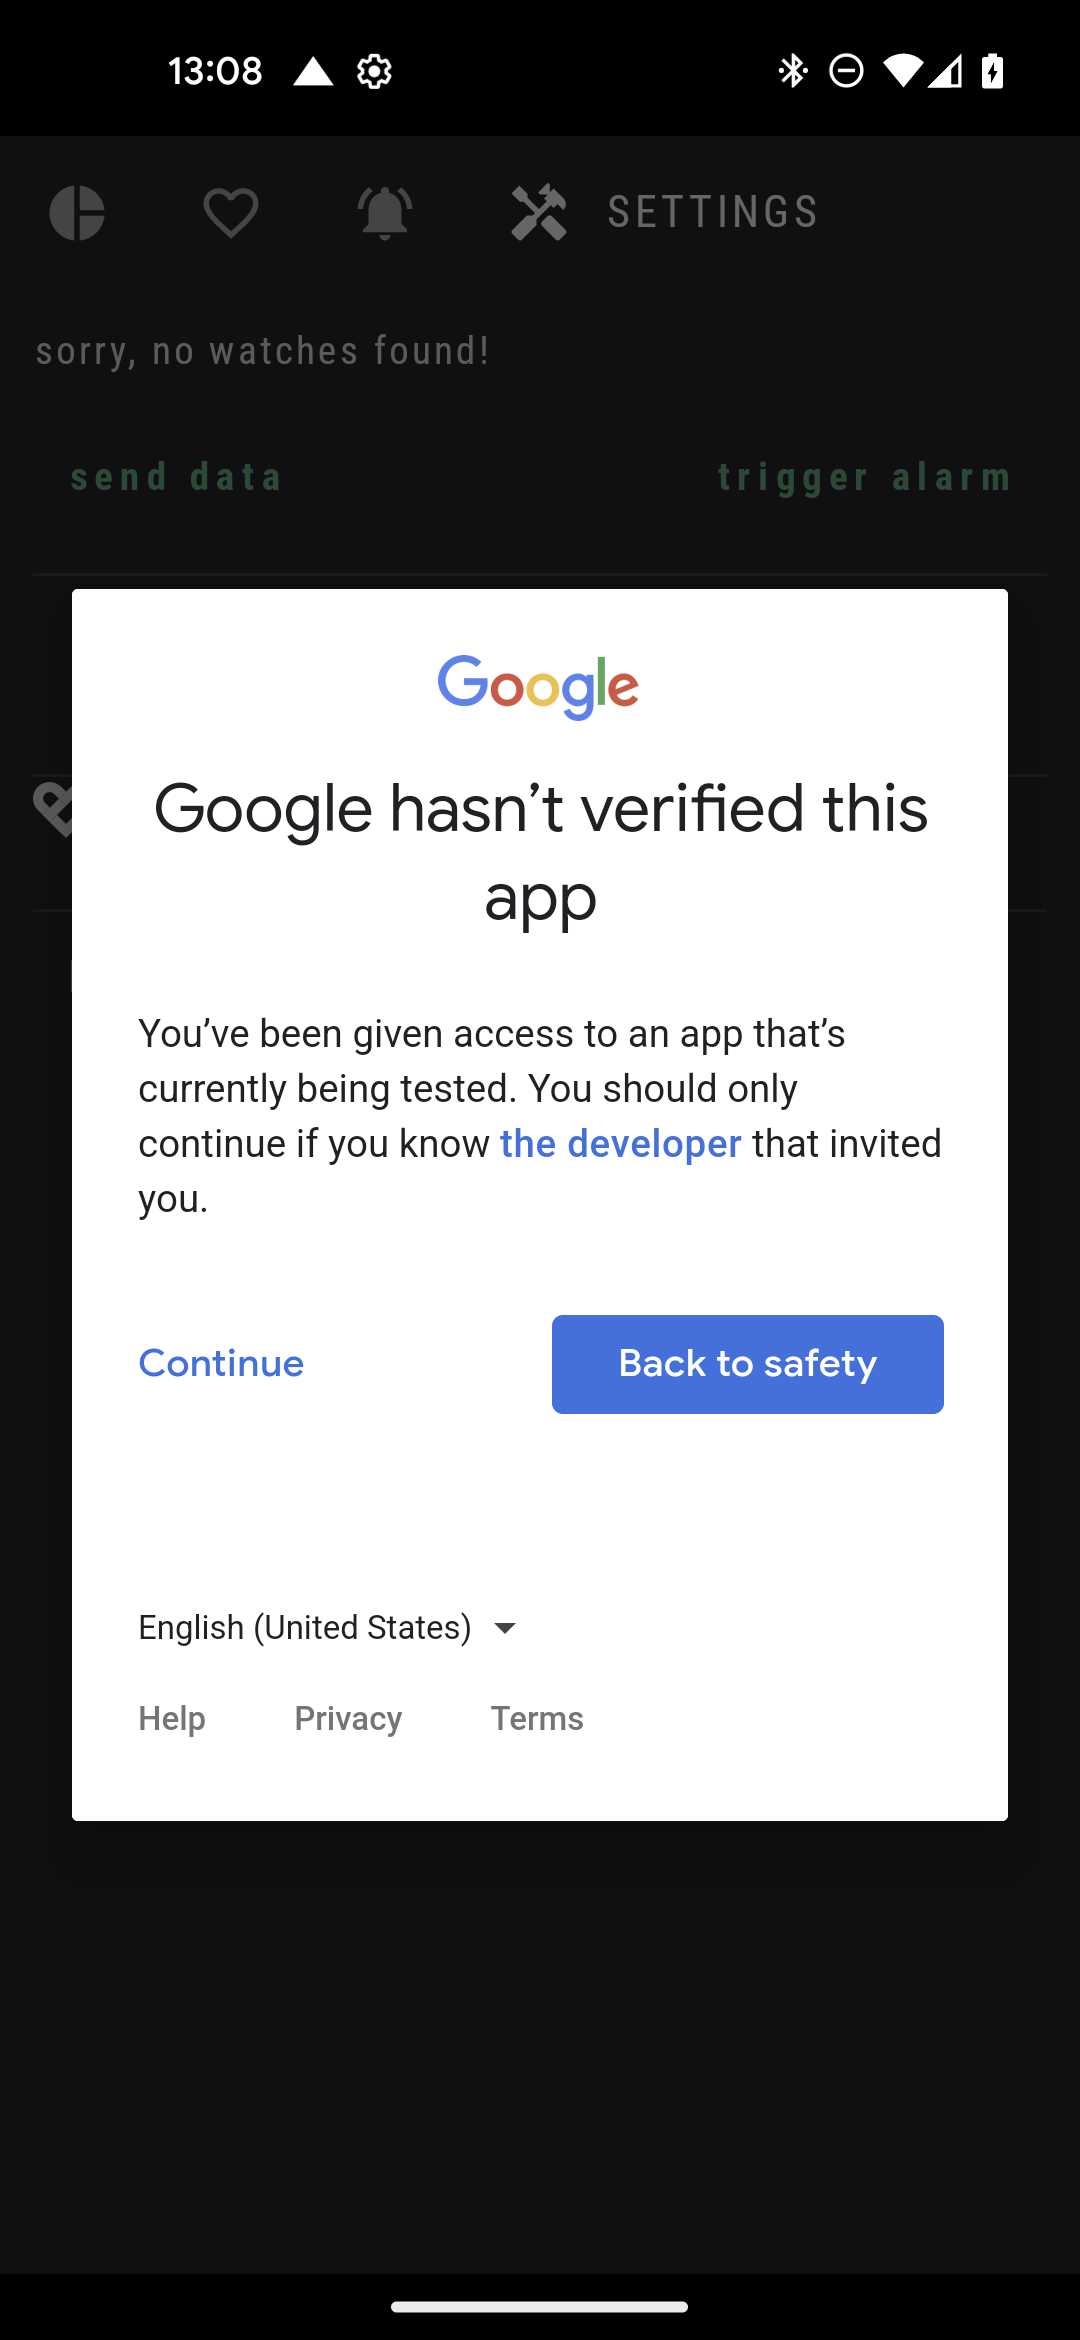 13:08
SETTINGS
sorry, no watches found!
send data
trigger alarm
Google
Google hasn’t verified this
app
You’ve been given access to an app that’s
currently being tested. You should only
continue if you know the developer that invited
you.
Continue
Back to safety
English (United States)
Help
Privacy
Terms